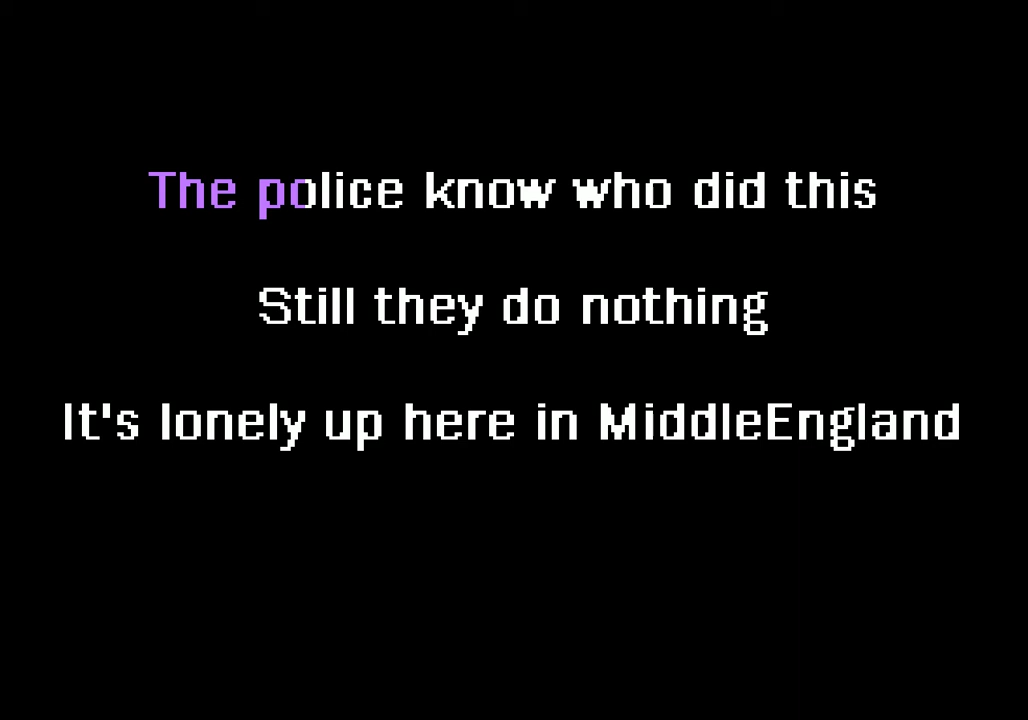 The police know who did this
Still they do nothing
It's lonely up here in MiddleEngland